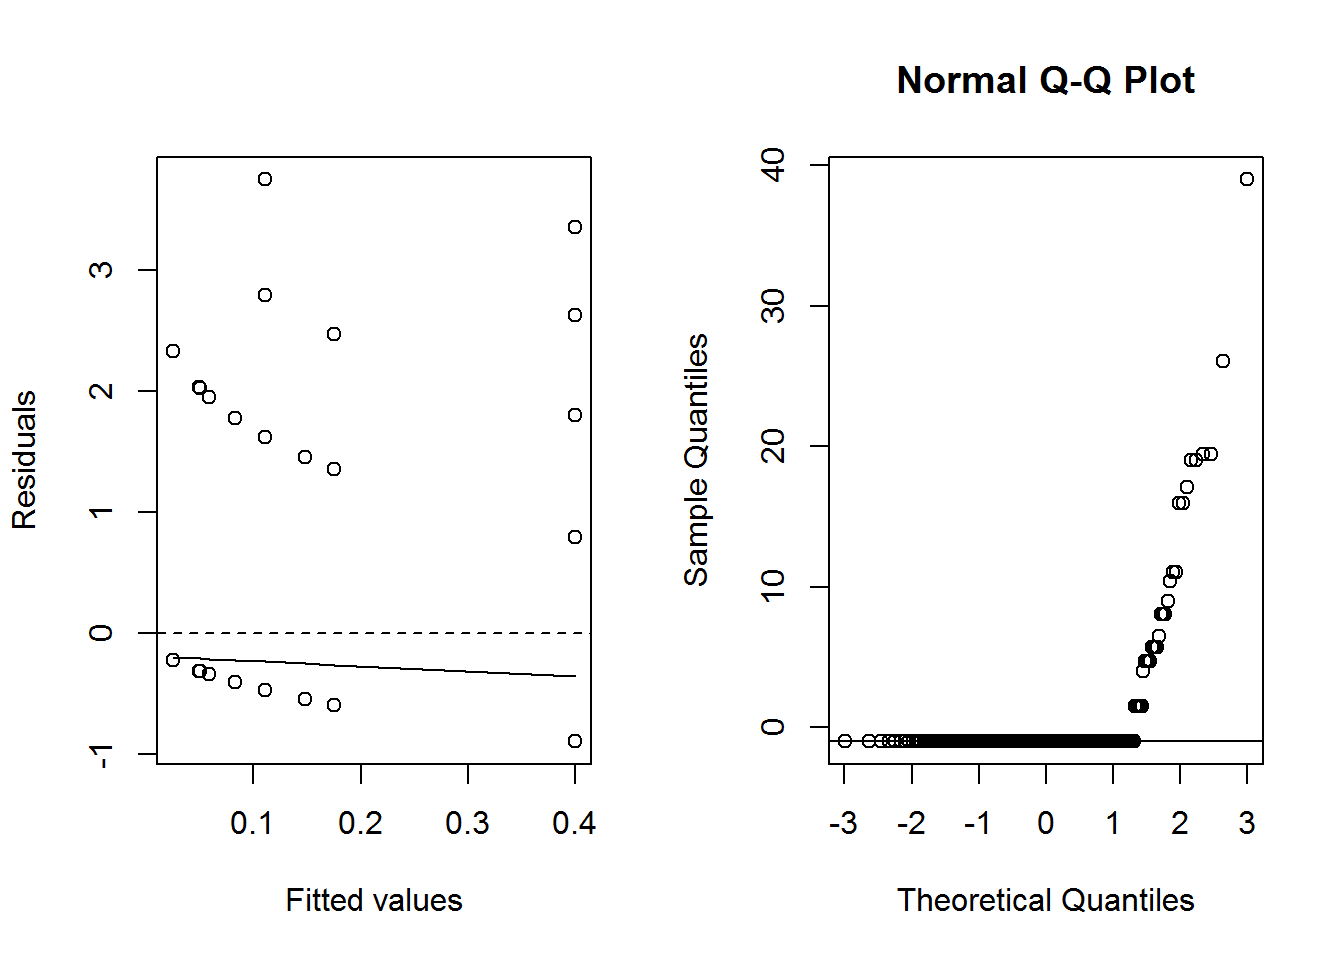 Residuals
3
2
1
0
-1
0.1 0.2 0.3 0.4
Fitted values
Normal Q-Q Plot
Sample Quantiles
40
30
20
10
0
-3 -2 -1 0 1 2 3
Theoretical Quantiles